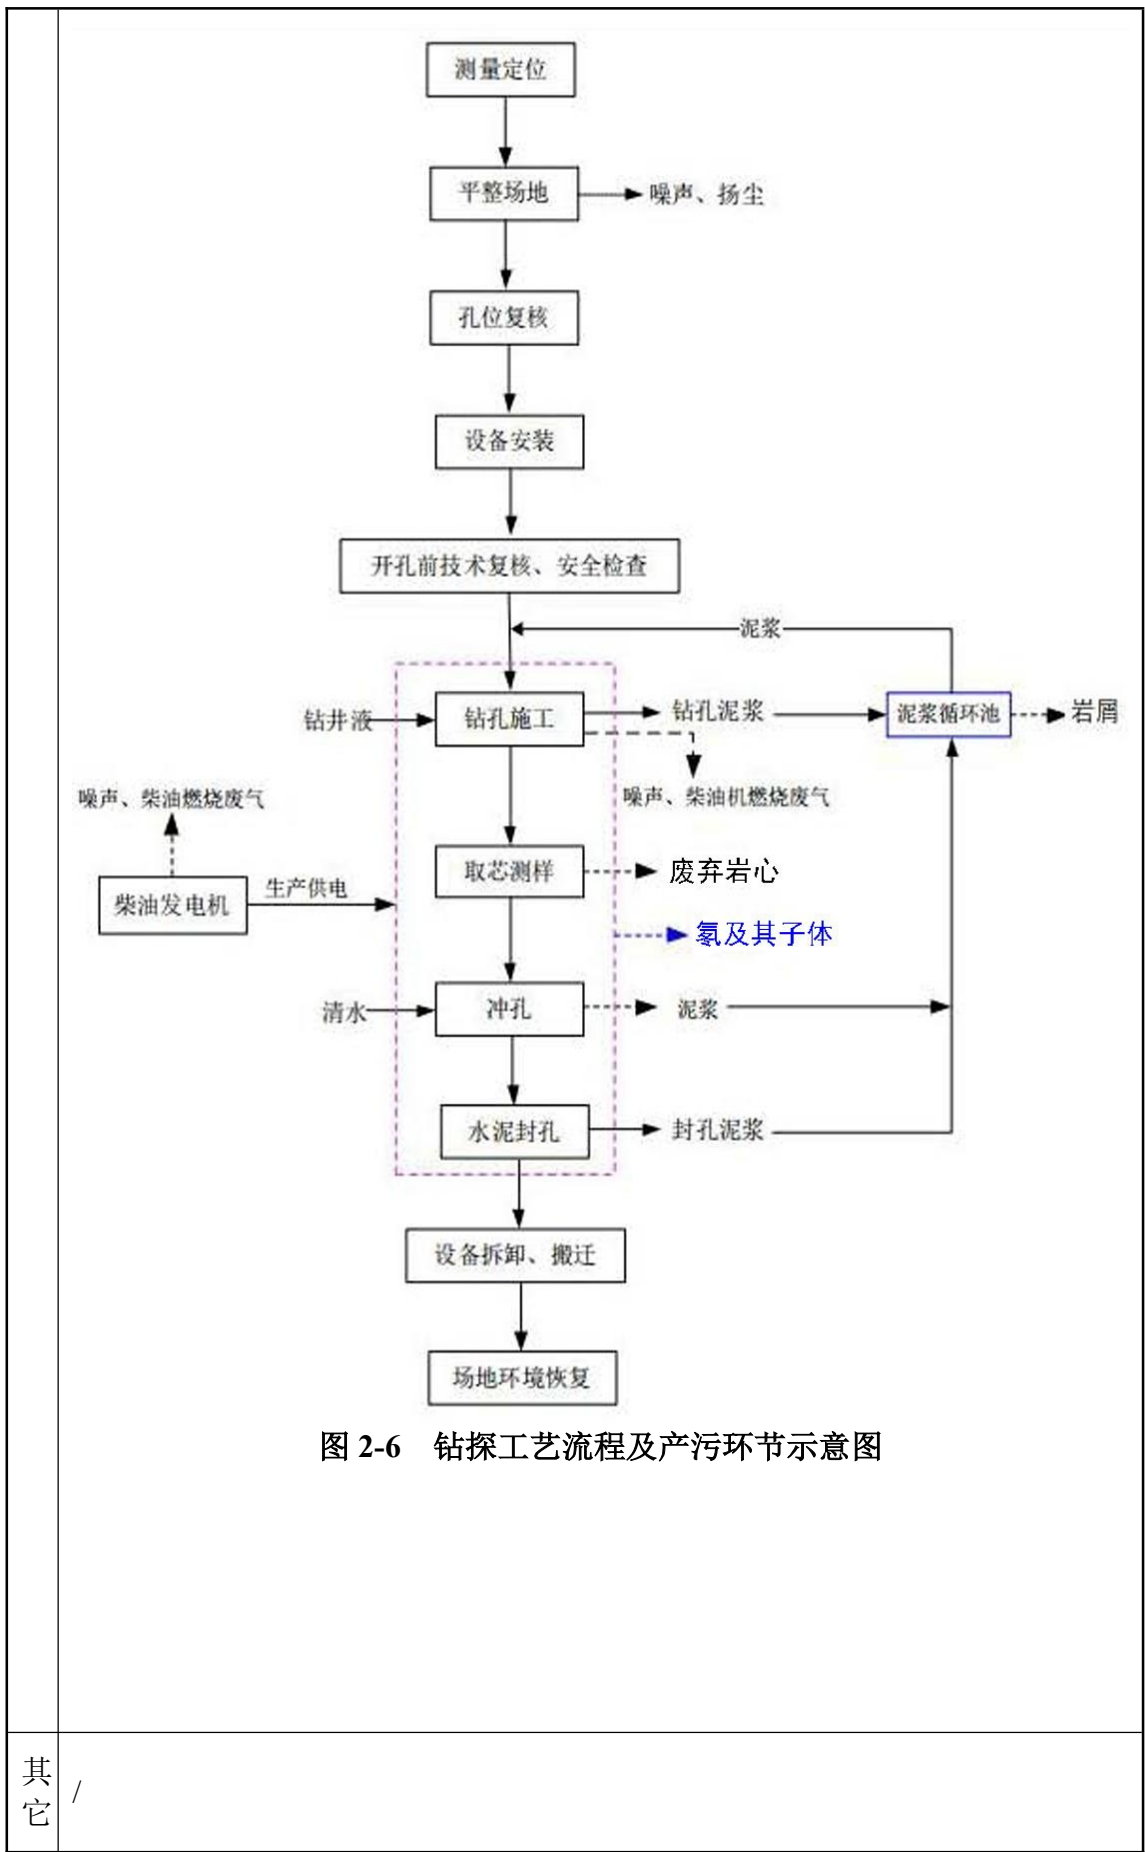 测量定位
平整场地
噪声、扬尘
孔位复核
设备安装
开孔前技术复核、安全检查
泥浆
钻井液
钻孔施工
钻孔泥浆
泥浆循环池
岩屑
噪声、柴油燃烧废气
噪声、柴油机燃烧废气
取芯测样
废弃岩心
柴油发电机
生产供电
氡及其子体
清水
冲孔
泥浆
水泥封孔
封孔泥浆
设备拆卸、搬迁
场地环境恢复
图 2-6 钻探工艺流程及产污环节示意图
其
它
/